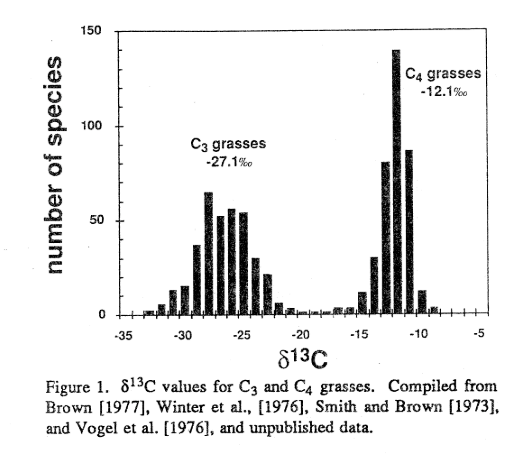 150
100
50
0
number of species
C3 grasses
-27.1‰
C4 grasses
-12.1‰
-35 -30 -25 -20 -15 -10 -5
δ13C
Figure 1. δ13C values for C3 and C4 grasses. Compiled from
Brown [1977], Winter et al., [1976], Smith and Brown [1973],
and Vogel et al. [1976], and unpublished data.